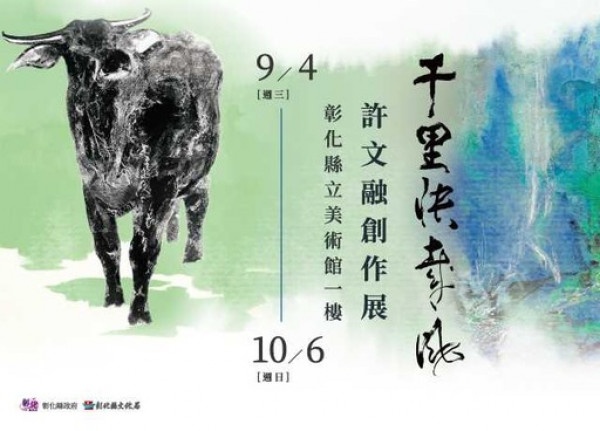 千里快哉風
許文融創作展
彰化縣立美術館一樓
9/4
[週三]
10/6
[週日]
彰化縣政府
彰化縣文化局